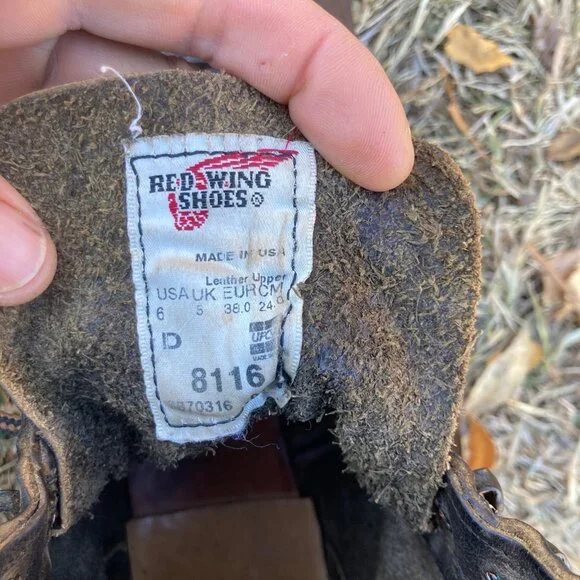 RED WING
SHOES®
MADE IN USA
Leather Upper
USA UK EUR CM
6 5 38.0 24.0
D
UFCW
8116